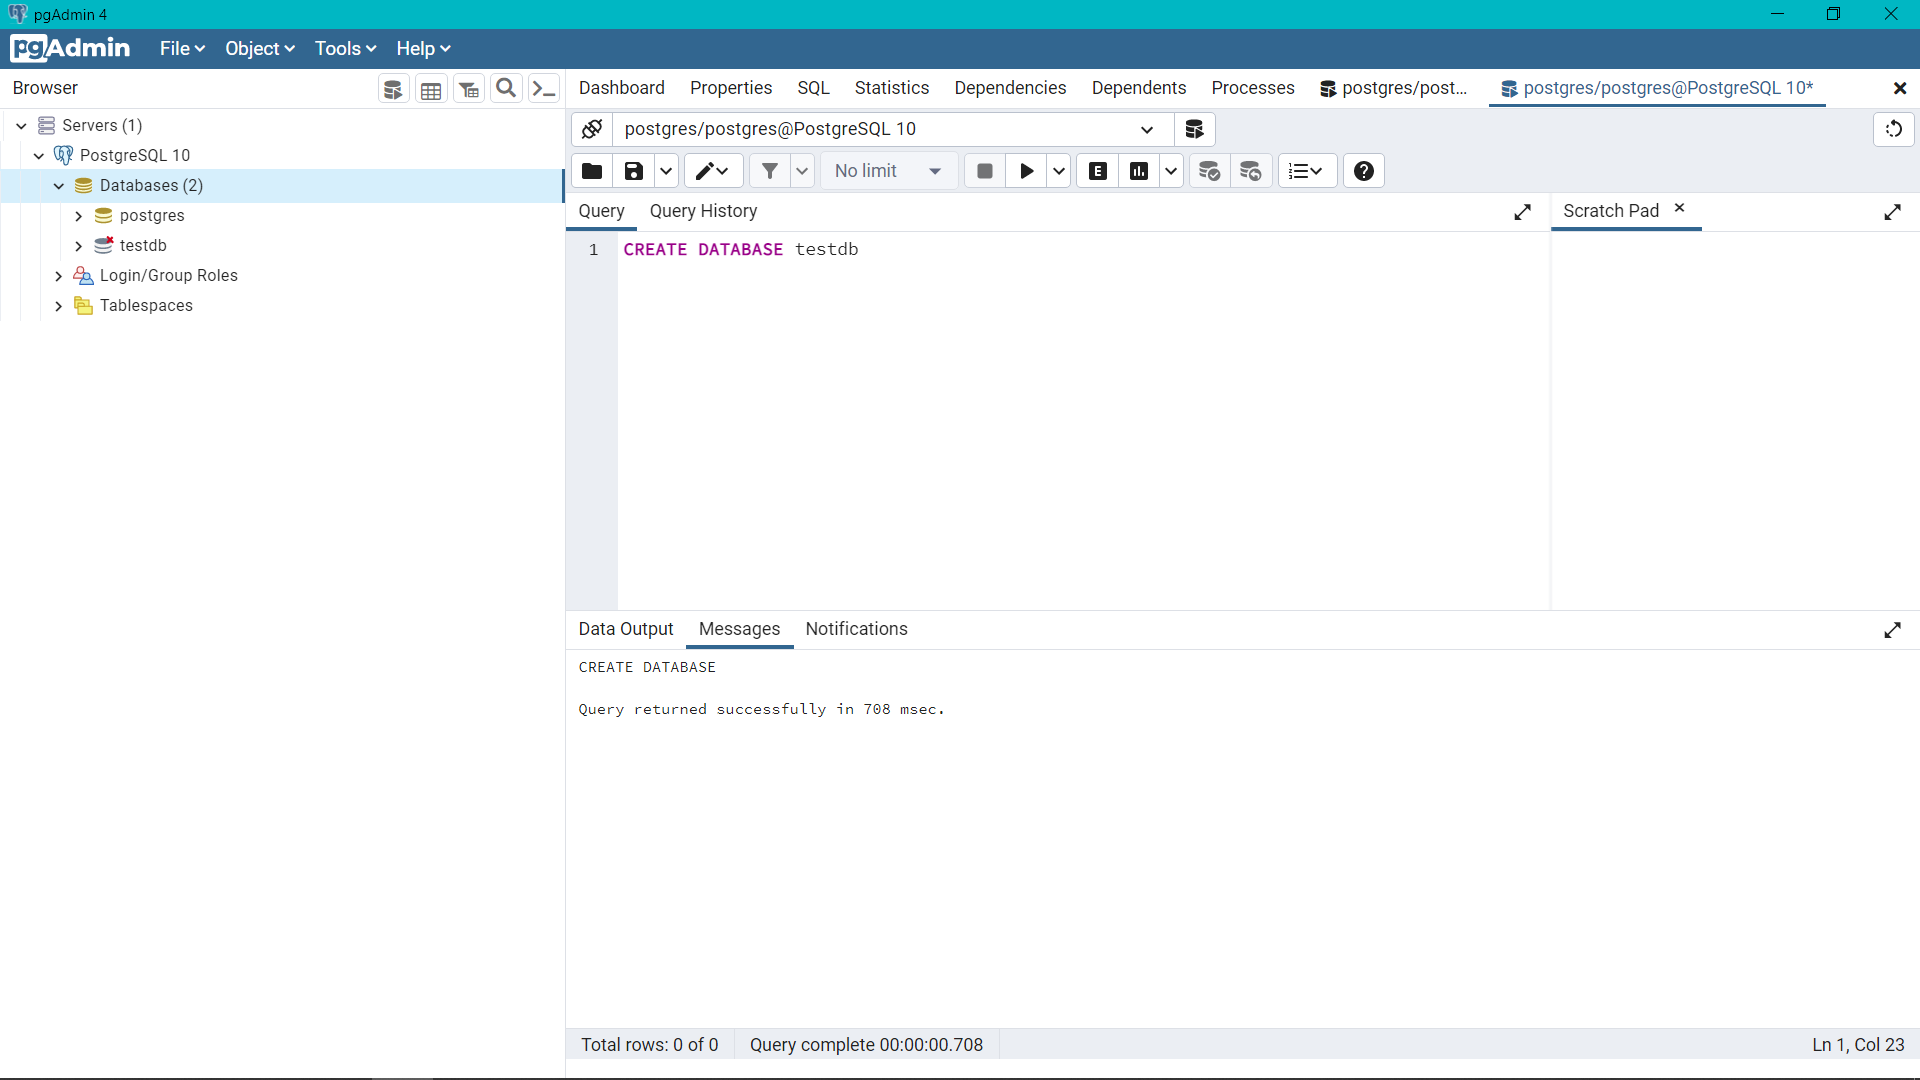 pgAdmin 4
pgAdmin File Object Tools Help
Browser
Servers (1)
PostgreSQL 10
Databases (2)
postgres
testdb
Login/Group Roles
Tablespaces
Dashboard Properties SQL Statistics Dependencies Dependents Processes postgres/post... postgres/postgres@PostgreSQL 10*
postgres/postgres@PostgreSQL 10
No limit E
Query Query History Scratch Pad
1 CREATE DATABASE testdb
Data Output Messages Notifications
CREATE DATABASE
Query returned successfully in 708 msec.
Total rows: 0 of 0 Query complete 00:00:00.708 Ln 1, Col 23